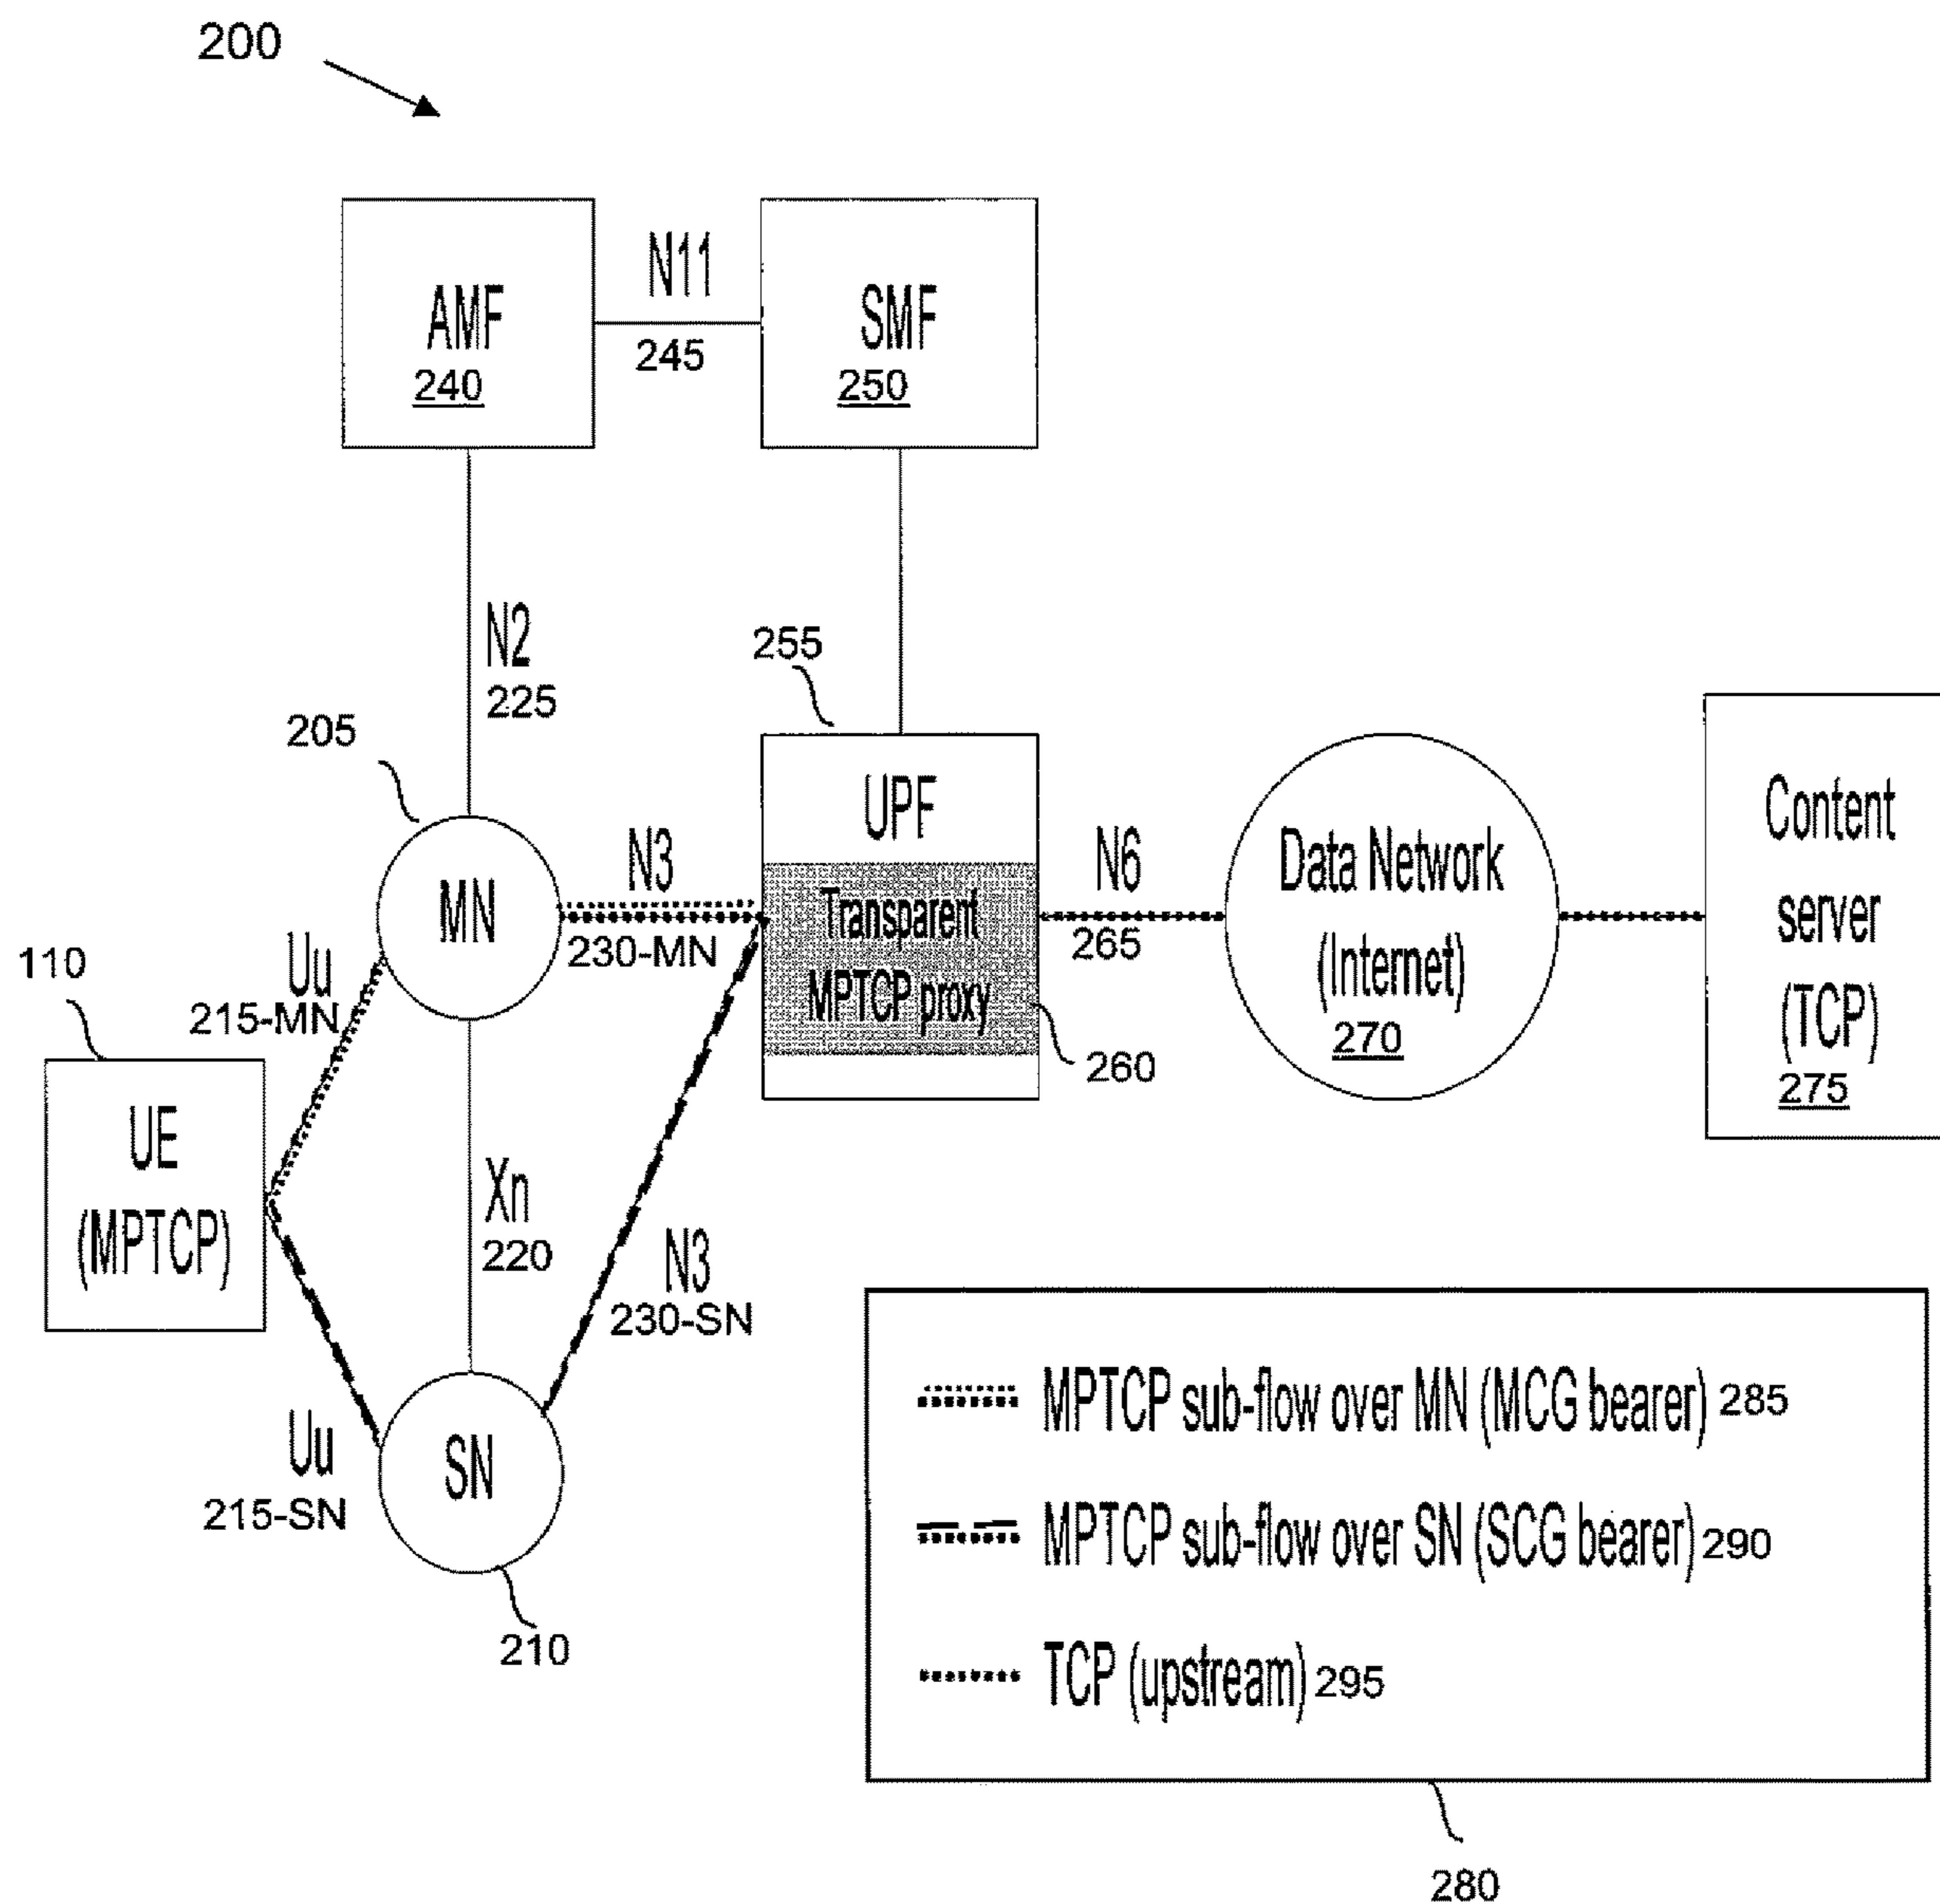 200
AMF
240
N11
245
SMF
250
N2
225
205
255
MN
N3
230-MN
UPF
Transparent
MPTCP proxy
260
N6
265
Data Network
(Internet)
270
Content
server
(TCP)
275
110
Uu
215-MN
UE
(MPTCP)
Xn
220
N3
230-SN
Uu
215-SN
SN
210
MPTCP sub-flow over MN (MCG bearer) 285
MPTCP sub-flow over SN (SCG bearer) 290
TCP (upstream) 295
280